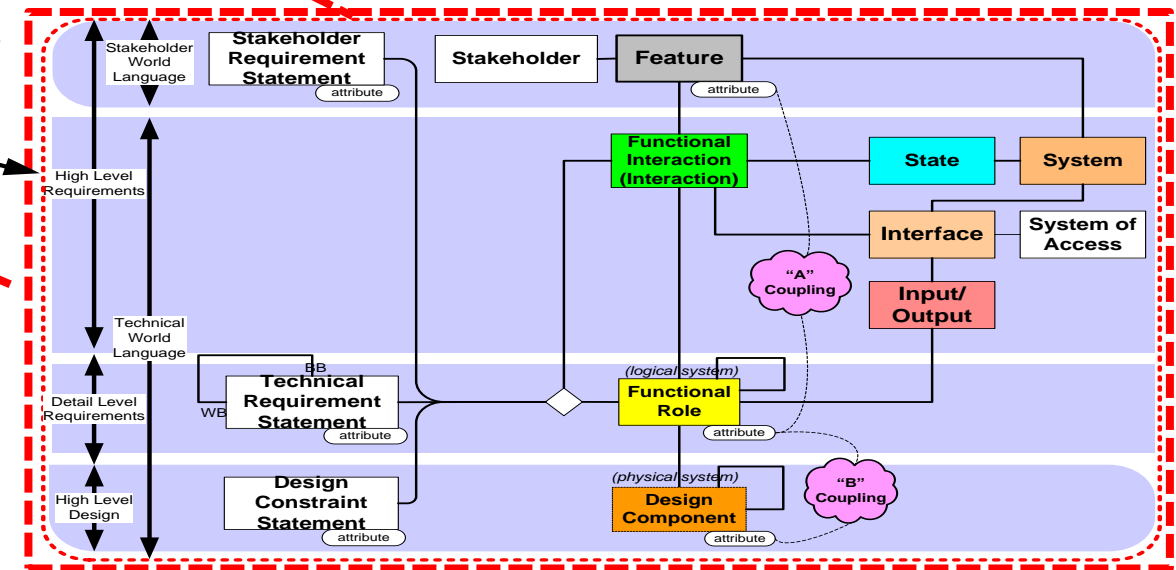 Stakeholder
World
Language
Stakeholder
Requirement
Statement
attribute
Stakeholder
Feature
attribute
High Level
Requirements
Technical
World
Language
Functional
Interaction
(Interaction)
State
System
Interface
System of
Access
"A"
Coupling
Input/
Output
Detail Level
Requirements
BB
WB
Technical
Requirement
Statement
attribute
(logical system)
Functional
Role
attribute
High Level
Design
Design
Constraint
Statement
attribute
(physical system)
Design
Component
attribute
“B”
Coupling